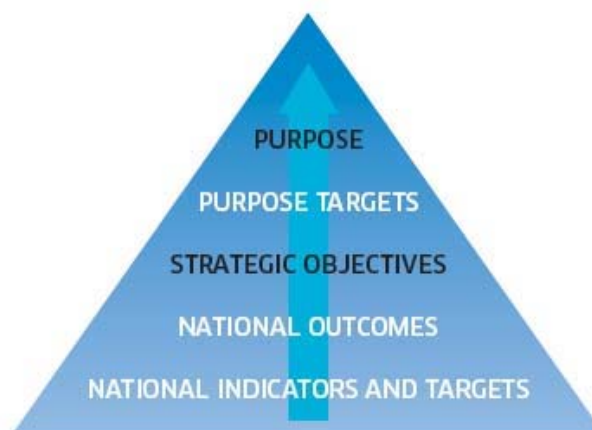 PURPOSE
PURPOSE TARGETS
STRATEGIC OBJECTIVES
NATIONAL OUTCOMES
NATIONAL INDICATORS AND TARGETS